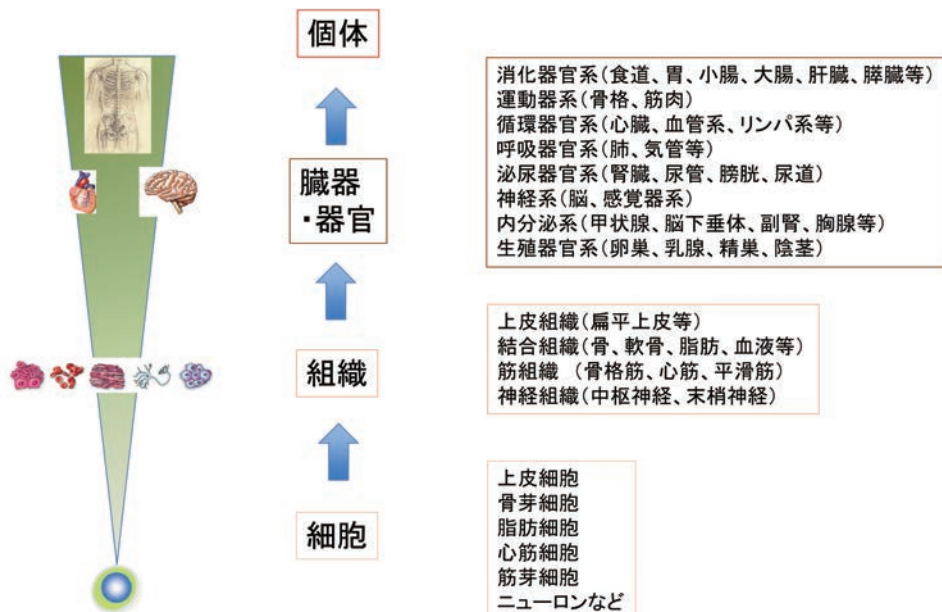 個体
臓器
・器官
組織
細胞
消化器官系(食道、胃、小腸、大腸、肝臓、膵臓等)
運動器系(骨格、筋肉)
循環器官系(心臓、血管系、リンパ系等)
呼吸器官系(肺、気管等)
泌尿器官系(腎臓、尿管、膀胱、尿道)
神経系(脳、感覚器系)
内分泌系(甲状腺、脳下垂体、副腎、胸腺等)
生殖器官系(卵巣、乳腺、精巣、陰茎)
上皮組織(扁平上皮等)
結合組織(骨、軟骨、脂肪、血液等)
筋組織 (骨格筋、心筋、平滑筋)
神経組織(中枢神経、末梢神経)
上皮細胞
骨芽細胞
脂肪細胞
心筋細胞
筋芽細胞
ニューロンなど